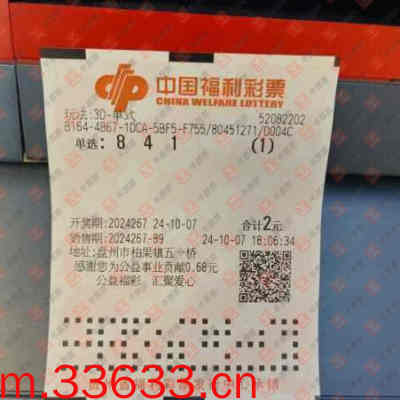 中国福利彩票
CHINA WELFARE LOTTERY
玩法:3D-单式 52082202
B164-4B67-1DCA-5BF5-F755/80451271/D004C
单选: 8 4 1 (1)
开奖期:2024267 24-10-07 合计2元
销售期:2024267-89 24-10-07 18:06:34
地址:盘州市柏果镇五一桥
感谢您为公益事业贡献0.68元
公益福彩 汇聚爱心
m.33633.cn